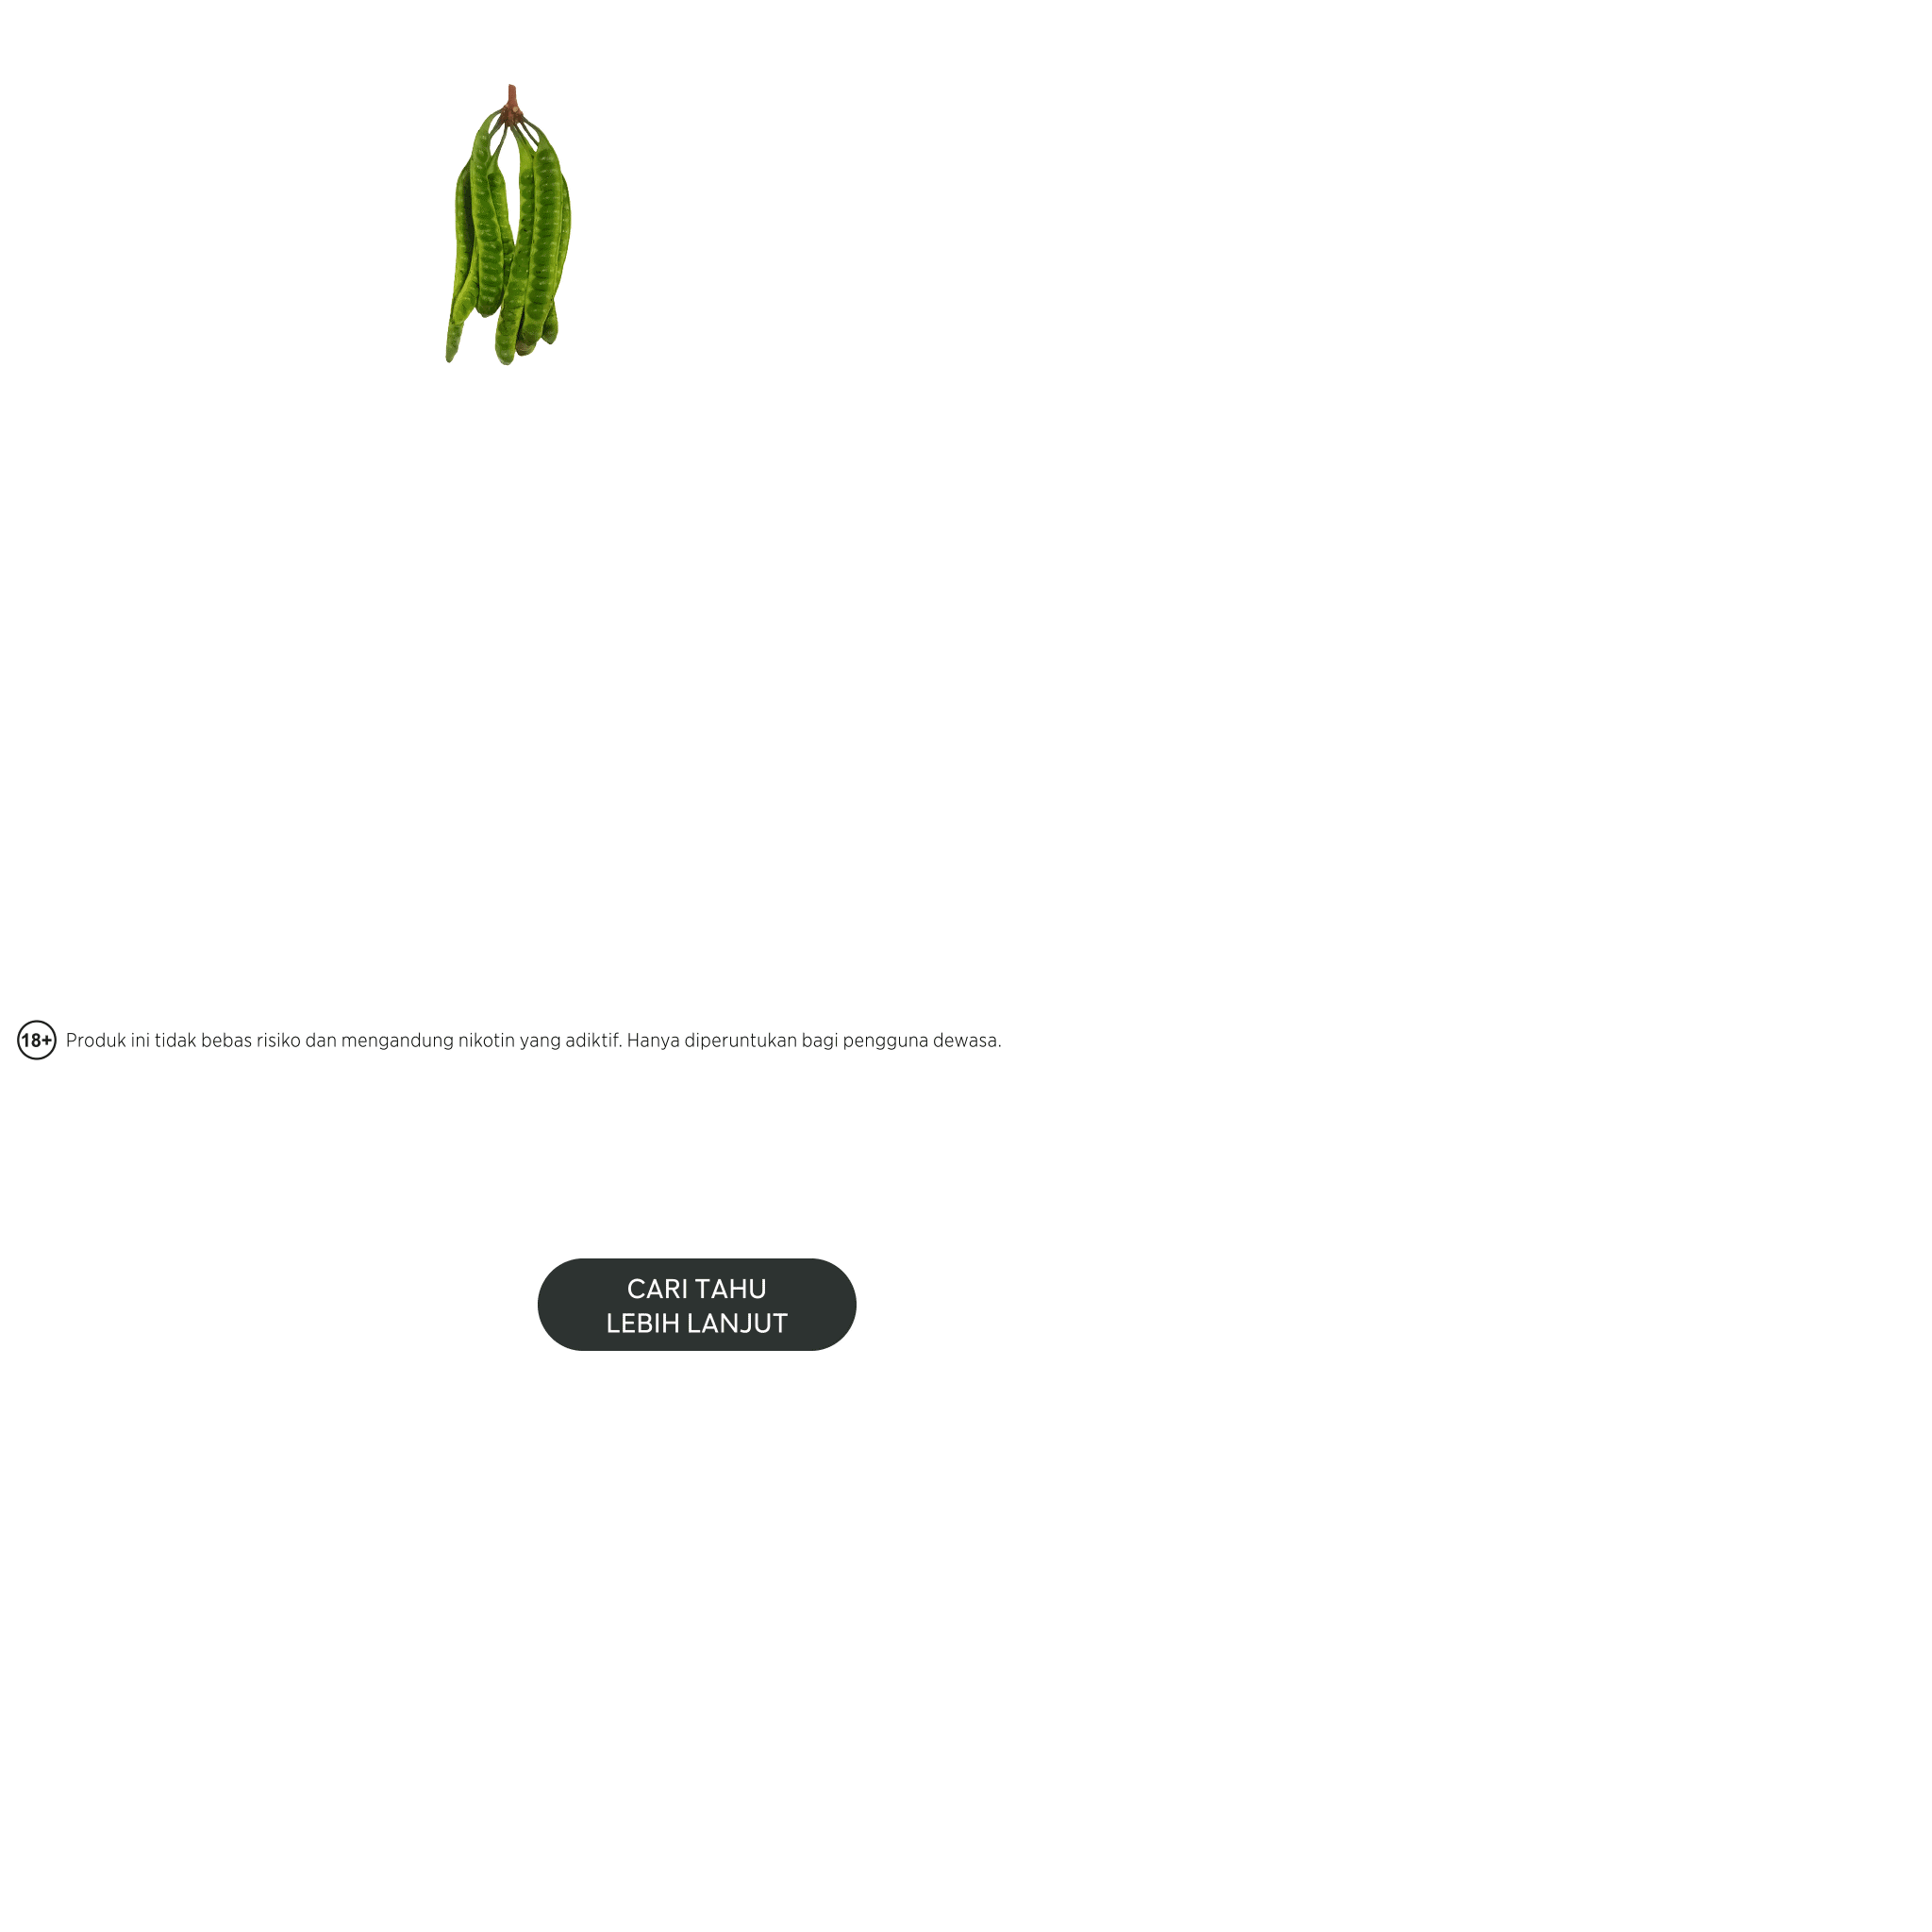 18+ Produk ini tidak bebas risiko dan mengandung nikotin yang adiktif. Hanya diperuntukan bagi pengguna dewasa.
CARI TAHU
LEBIH LANJUT